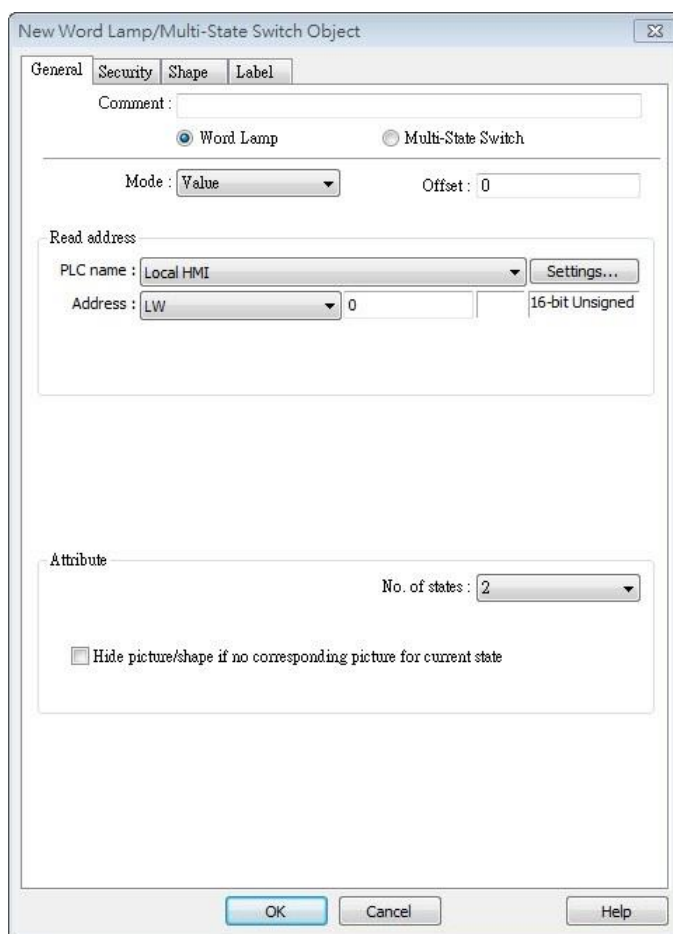 New Word Lamp/Multi-State Switch Object
General Security Shape Label
Comment :
Word Lamp Multi-State Switch
Mode : Value Offset : 0
Read address
PLC name : Local HMI Settings...
Address : LW 0 16-bit Unsigned
Attribute
No. of states : 2
Hide picture/shape if no corresponding picture for current state
OK Cancel Help